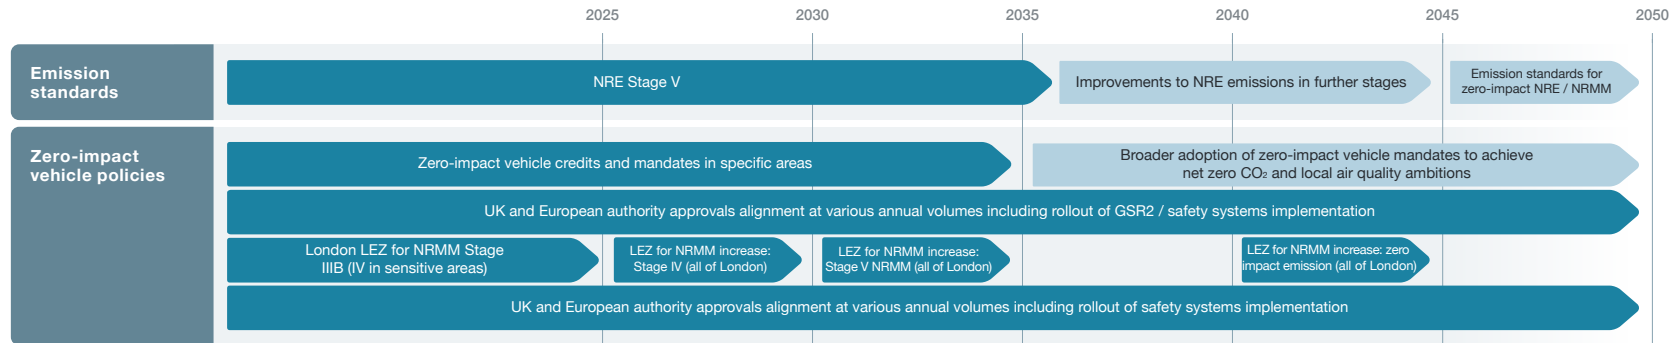 2025 2030 2035 2040 2045 2050
Emission
standards
NRE Stage V
Improvements to NRE emissions in further stages
Emission standards for
zero-impact NRE / NRMM
Zero-impact
vehicle policies
Zero-impact vehicle credits and mandates in specific areas
Broader adoption of zero-impact vehicle mandates to achieve
net zero CO₂ and local air quality ambitions
UK and European authority approvals alignment at various annual volumes including rollout of GSR2 / safety systems implementation
London LEZ for NRMM Stage
IIIB (IV in sensitive areas)
LEZ for NRMM increase:
Stage IV (all of London)
LEZ for NRMM increase:
Stage V NRMM (all of London)
LEZ for NRMM increase: zero
impact emission (all of London)
UK and European authority approvals alignment at various annual volumes including rollout of safety systems implementation